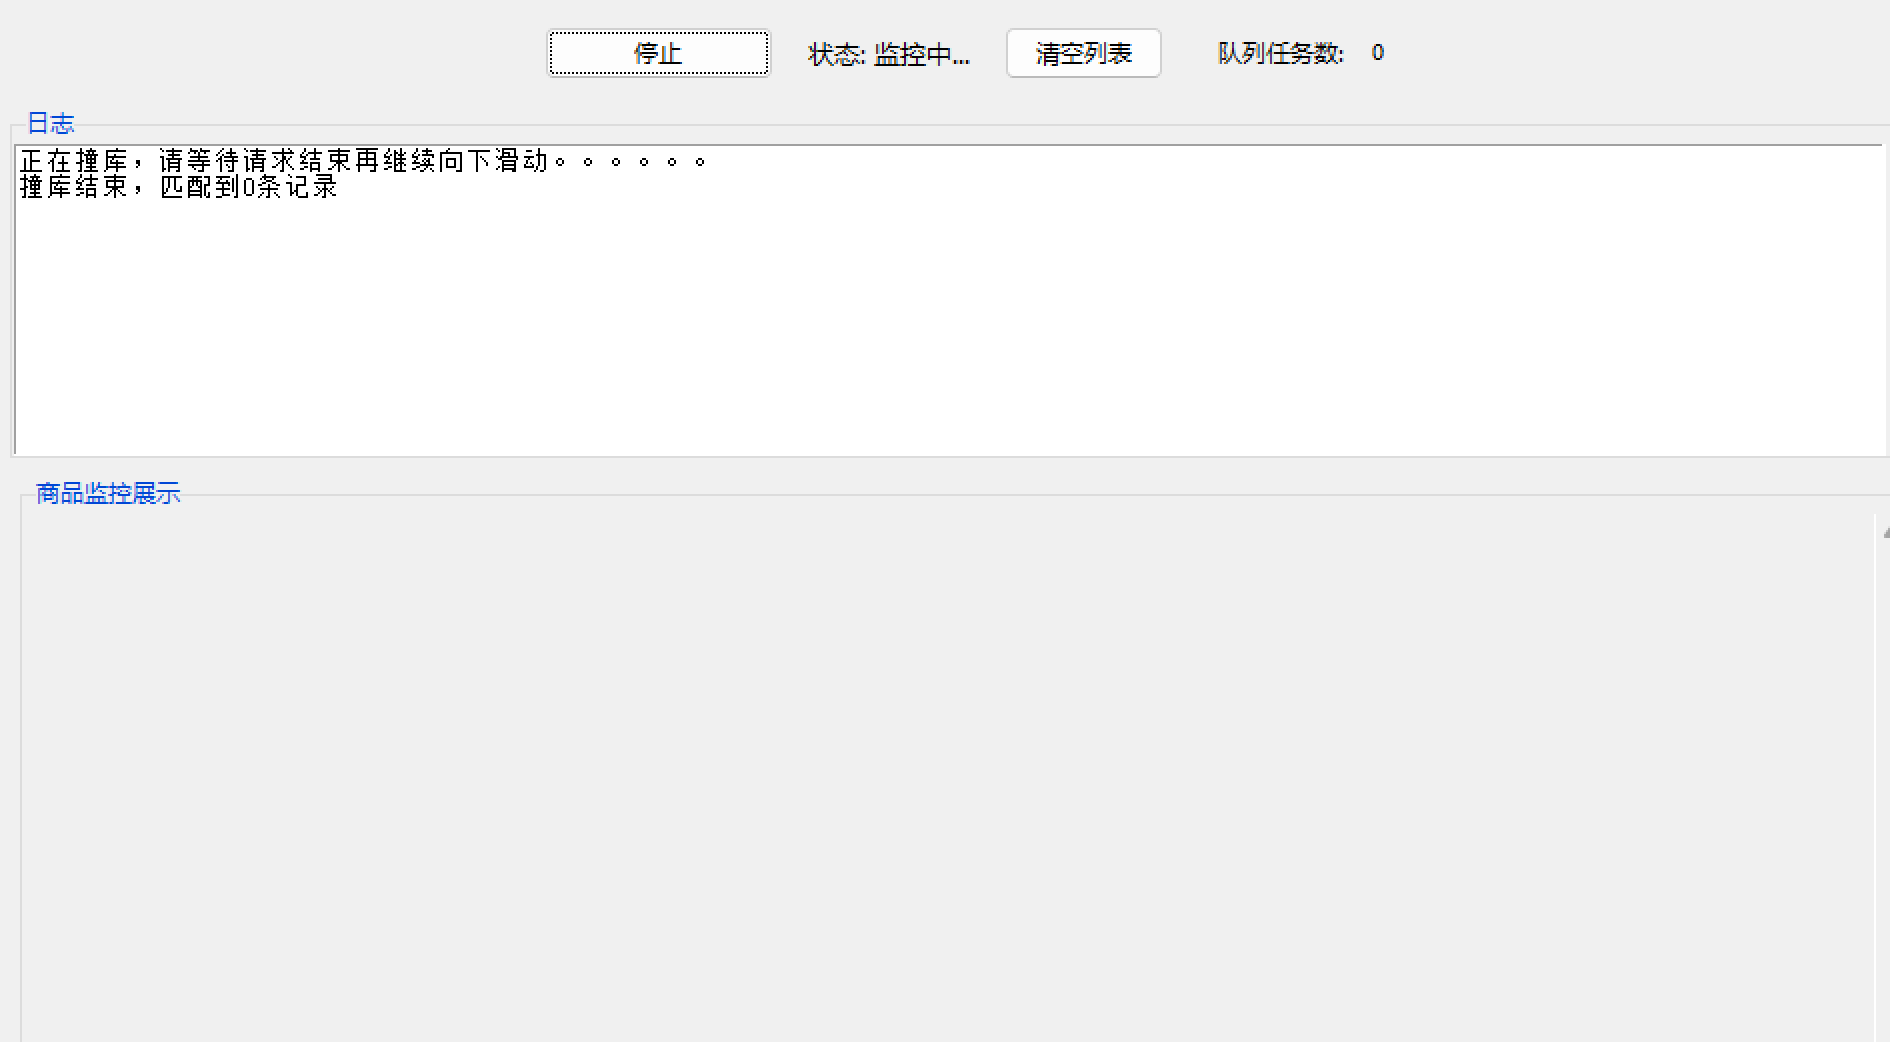 停止 状态: 监控中... 清空列表 队列任务数: 0
日志
正在撞库，请等待请求结束再继续向下滑动。。。。。。
撞库结束，匹配到0条记录
商品监控展示